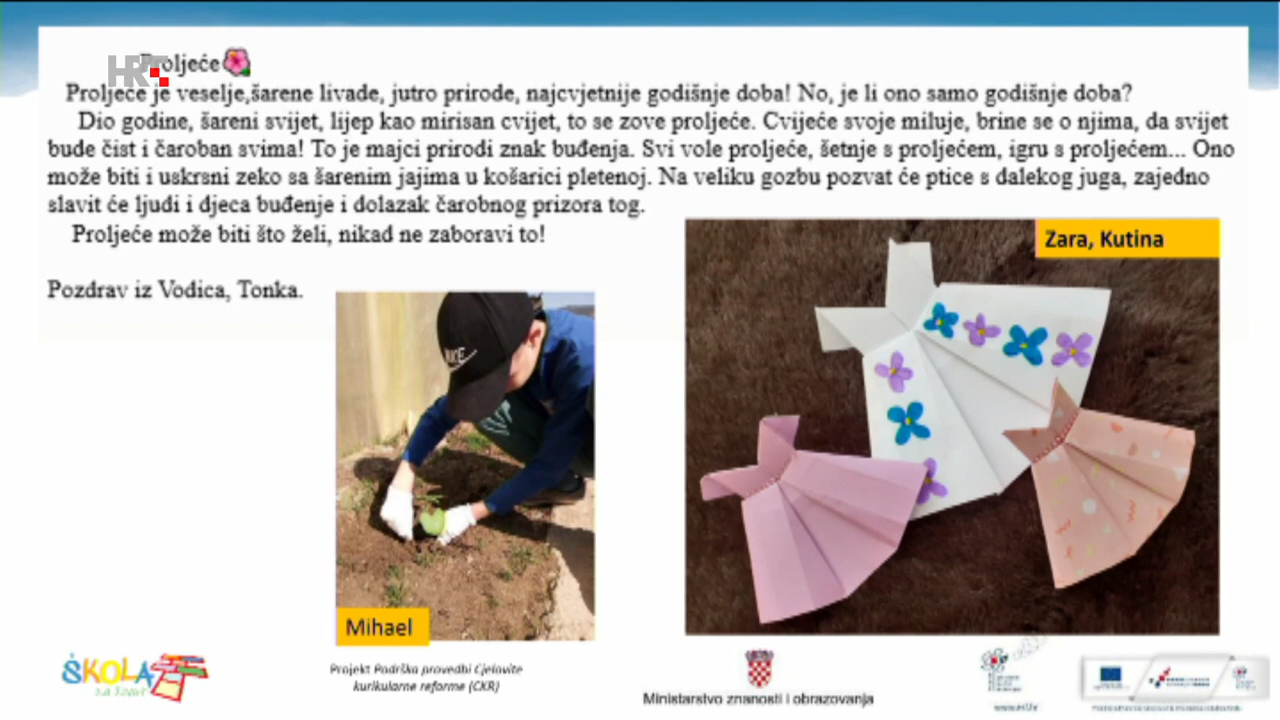 Proljeće
HRT
Proljeće je veselje,šarene livade, jutro prirode, najcvjetnije godišnje doba! No, je li ono samo godišnje doba?
Dio godine, šareni svijet, lijep kao mirisan cvijet, to se zove proljeće. Cvijeće svoje miluje, brine se o njima, da svijet
bude čist i čaroban svima! To je majci prirodi znak buđenja. Svi vole proljeće, šetnje s proljećem, igru s proljećem... Ono
može biti i uskrsni zeko sa šarenim jajima u košarici pletenoj. Na veliku gozbu pozvat će ptice s dalekog juga, zajedno
slavit će ljudi i djeca buđenje i dolazak čarobnog prizora tog.
Proljeće može biti što želi, nikad ne zaboravi to!
Pozdrav iz Vodica, Tonka.
Zara, Kutina
NIKE
Mihael
ŠKOLA
za život
Projekt Podrška provedbi Cjelovite
kurikularne reforme (CKR)
Ministarstvo znanosti i obrazovanja